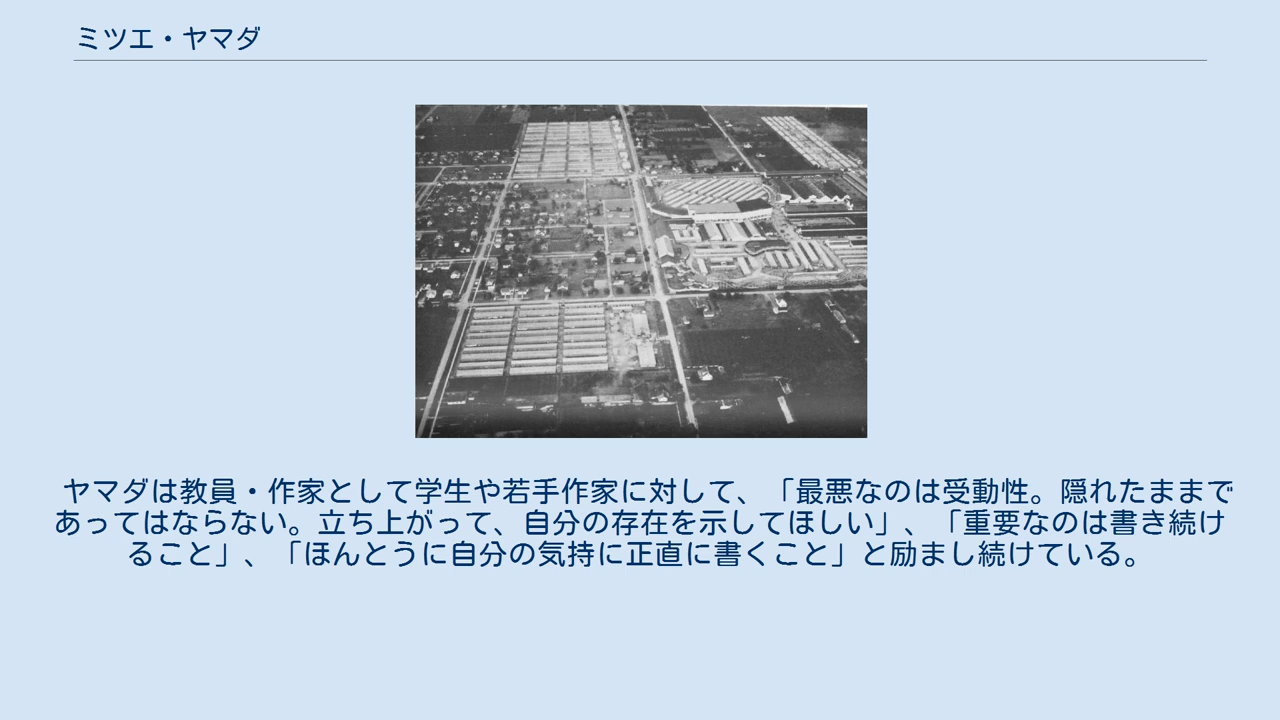 ミツエ・ヤマダ
ヤマダは教員・作家として学生や若手作家に対して、「最悪なのは受動性。隠れたままで
あってはならない。立ち上がって、自分の存在を示してほしい」、「重要なのは書き続け
ること」、「ほんとうに自分の気持に正直に書くこと」と励まし続けている。